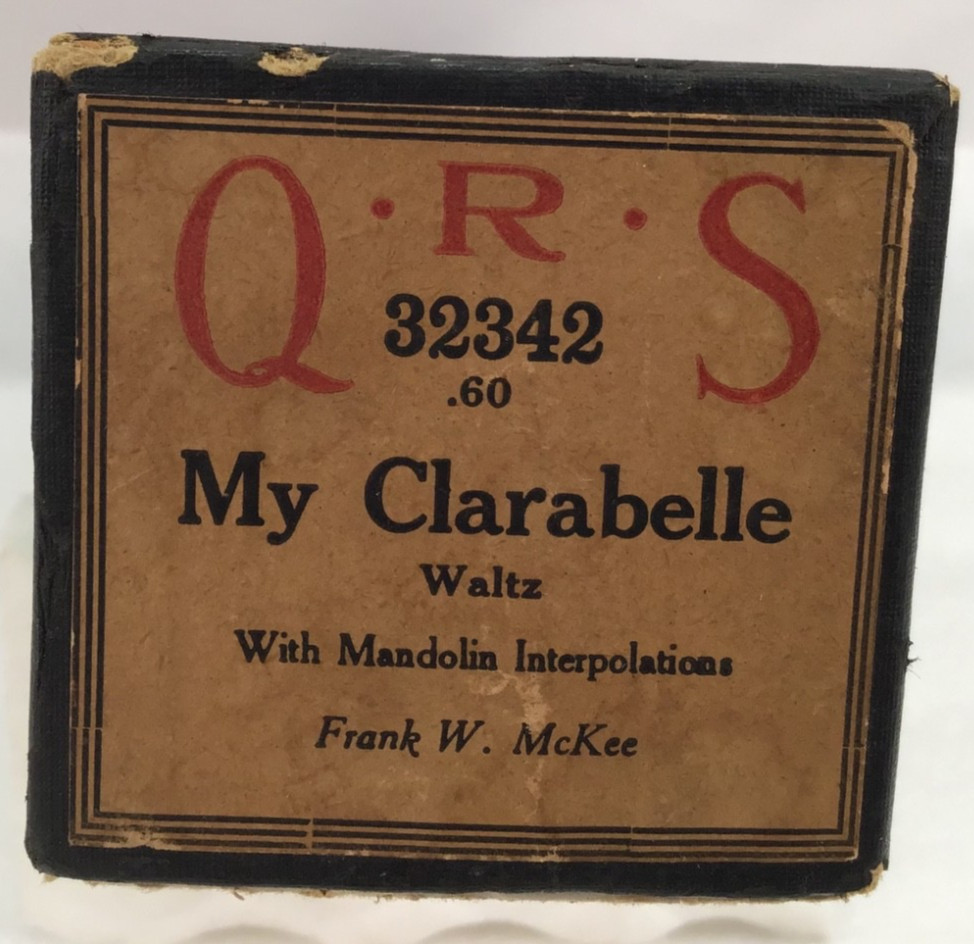 Q·R·S
32342
.60
My Clarabelle
Waltz
With Mandolin Interpolations
Frank W. McKee